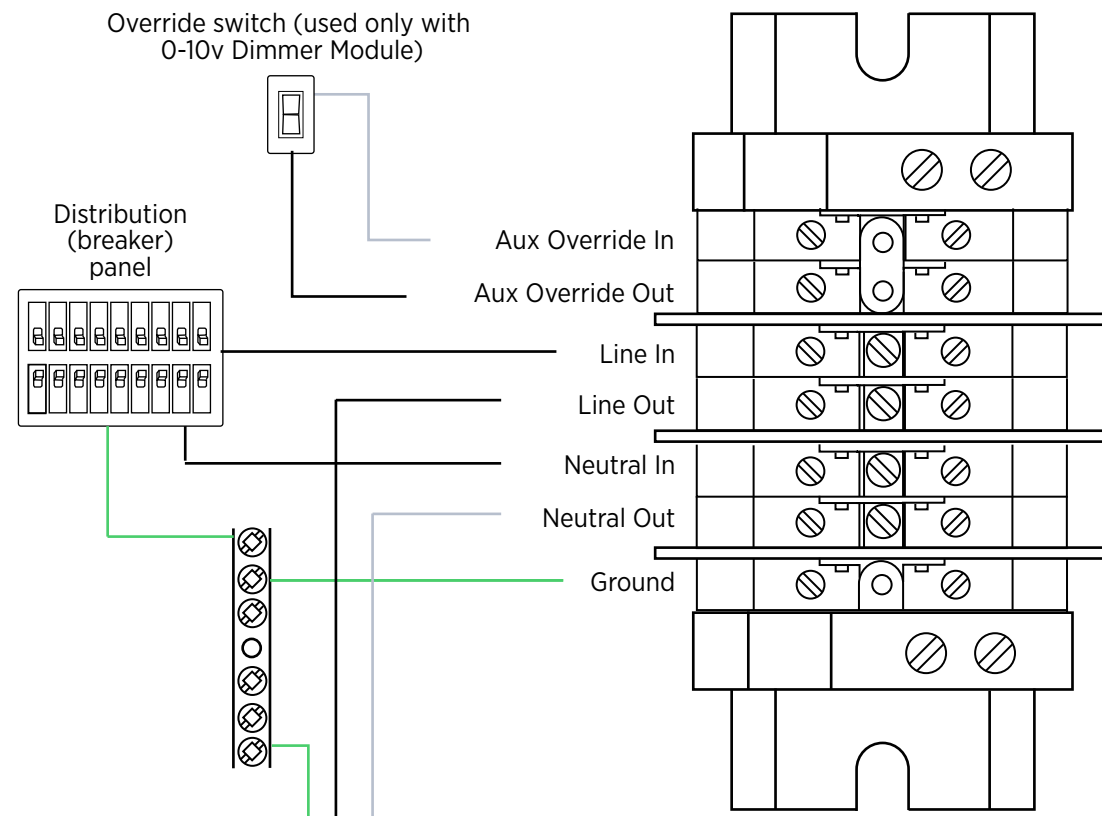 Override switch (used only with
0-10v Dimmer Module)
Distribution
(breaker)
panel
Aux Override In
Aux Override Out
Line In
Line Out
Neutral In
Neutral Out
Ground